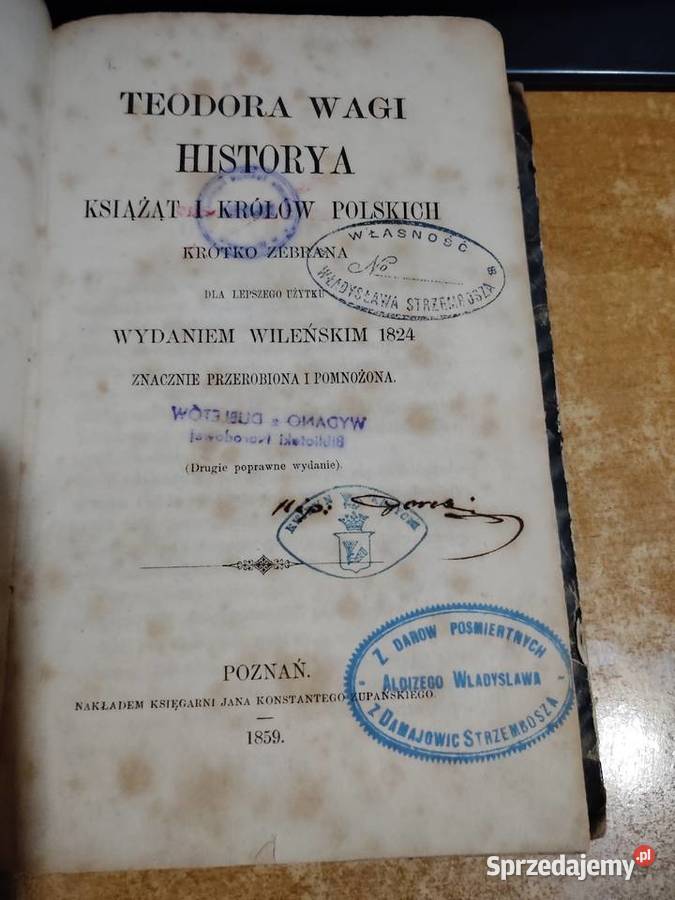 TEODORA WAGI
HISTORYA
KSIĄŻĄT I KRÓLÓW POLSKICH
KRÓTKO ZEBRANA
WŁASNOŚĆ
No
WŁADYSŁAWA STRZEMBOSZA
DLA LEPSZEGO UŻYTKU
WYDANIEM WILEŃSKIM 1824
ZNACZNIE PRZEROBIONA I POMNOŻONA.
WYDANO z DUBLETÓW
Biblioteki Narodowej
(Drugie poprawne wydanie).
POZNAŃ.
NAKŁADEM KSIĘGARNI JANA KONSTANTEGO ŻUPAŃSKIEGO.
1859.
Z DARÓW POŚMIERTNYCH
ALOIZEGO WŁADYSŁAWA
Z DAMAJOWIC STRZEMBOSZA
Sprzedajemy.pl